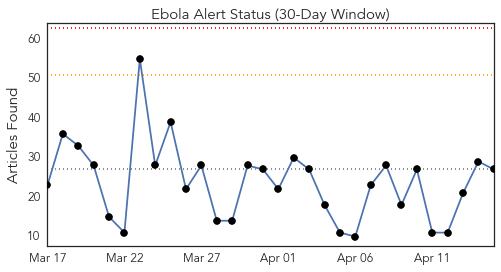 Ebola Alert Status (30-Day Window)
Articles Found
60
50
40
30
20
10
Mar 17 Mar 22 Mar 27 Apr 01 Apr 06 Apr 11